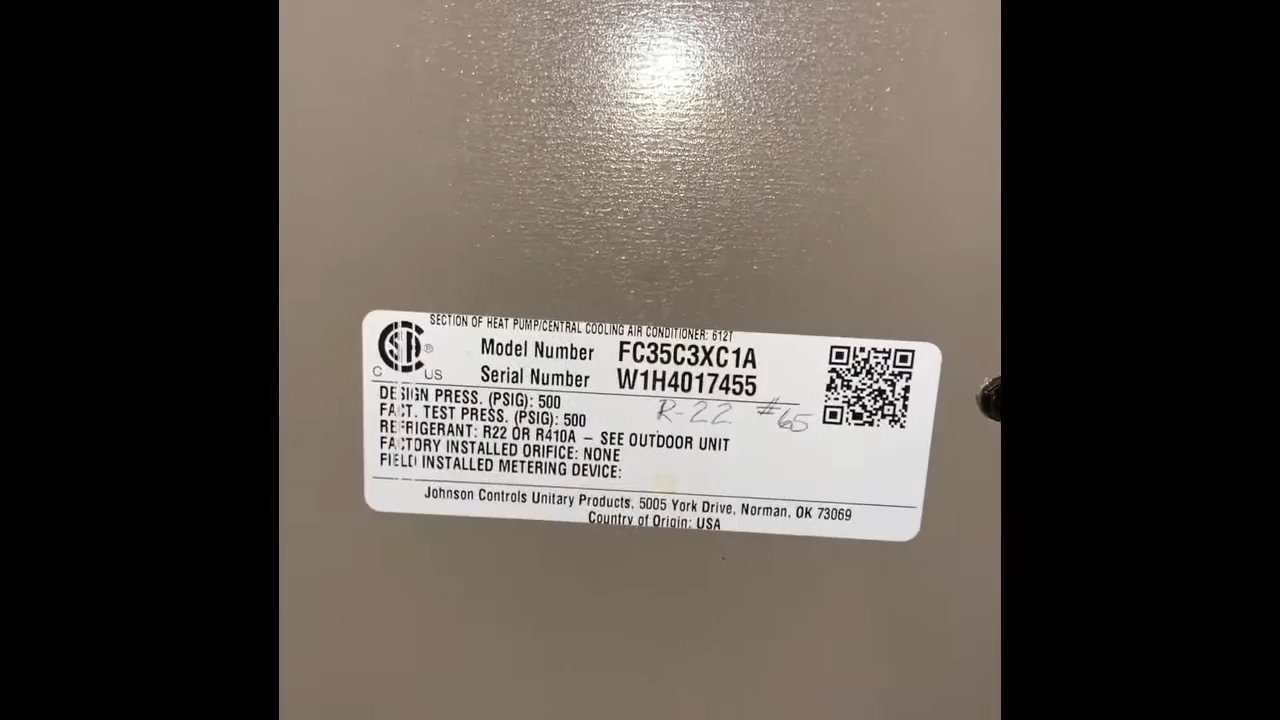 SECTION OF HEAT PUMP/CENTRAL COOLING AIR CONDITIONER: 612T
C US ®
Model Number FC35C3XC1A
Serial Number W1H4017455
R-22 #65
DESIGN PRESS. (PSIG): 500
FACT. TEST PRESS. (PSIG): 500
REFRIGERANT: R22 OR R410A – SEE OUTDOOR UNIT
FACTORY INSTALLED ORIFICE: NONE
FIELD INSTALLED METERING DEVICE:
Johnson Controls Unitary Products, 5005 York Drive, Norman, OK 73069
Country of Origin: USA